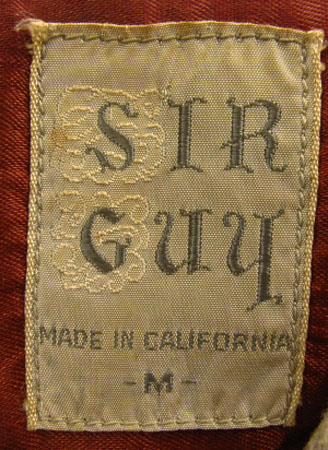 SIR
GUY
MADE IN CALIFORNIA
- M -